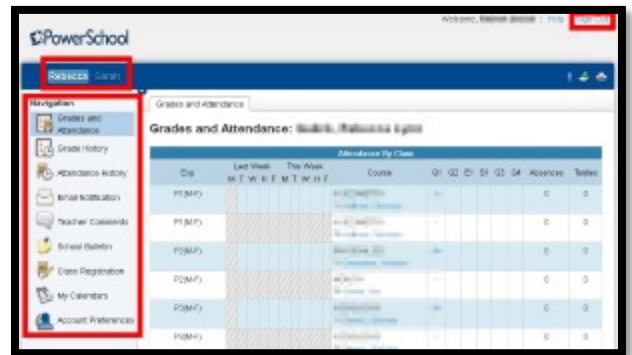 Welcome, | Help | Sign Out
PowerSchool
Rebecca Sarah
Navigation
Grades and Attendance
Grade History
Attendance History
Email Notification
Teacher Comments
School Bulletin
Class Registration
My Calendars
Account Preferences
Grades and Attendance
Grades and Attendance:
Attendance By Class
Last Week This Week
Exp M T W H F M T W H F Course Q1 Q2 E1 S1 Q3 Q4 Absences Tardies
P1(M-F) 0 0
P1(M-F) 0 0
P2(M-F) 0 0
P2(M-F) 0 0
P3(M-F) 0 0
P3(M-F) 0 0